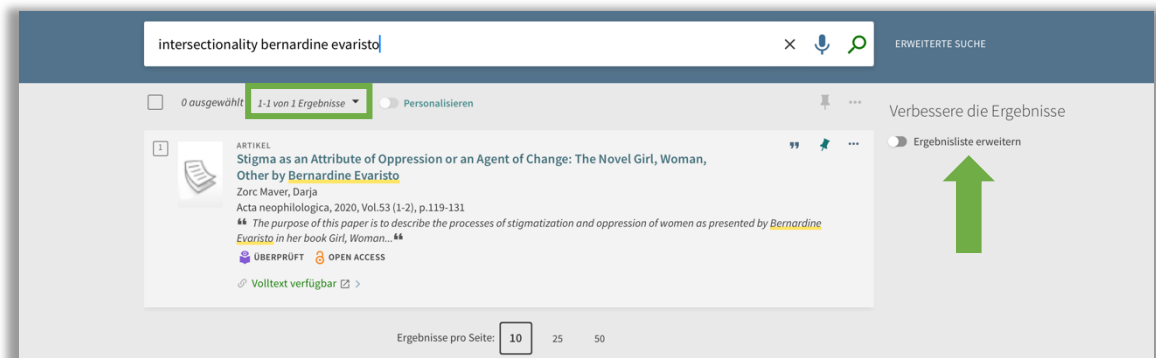 intersectionality bernardine evaristo
ERWEITERTE SUCHE
0 ausgewählt 1-1 von 1 Ergebnisse Personalisieren
Verbessere die Ergebnisse
Ergebnisliste erweitern
1
ARTIKEL
Stigma as an Attribute of Oppression or an Agent of Change: The Novel Girl, Woman,
Other by Bernardine Evaristo
Zorc Maver, Darja
Acta neophilologica, 2020, Vol.53 (1-2), p.119-131
❝ The purpose of this paper is to describe the processes of stigmatization and oppression of women as presented by Bernardine
Evaristo in her book Girl, Woman...❝
ÜBERPRÜFT OPEN ACCESS
Volltext verfügbar
Ergebnisse pro Seite: 10 25 50